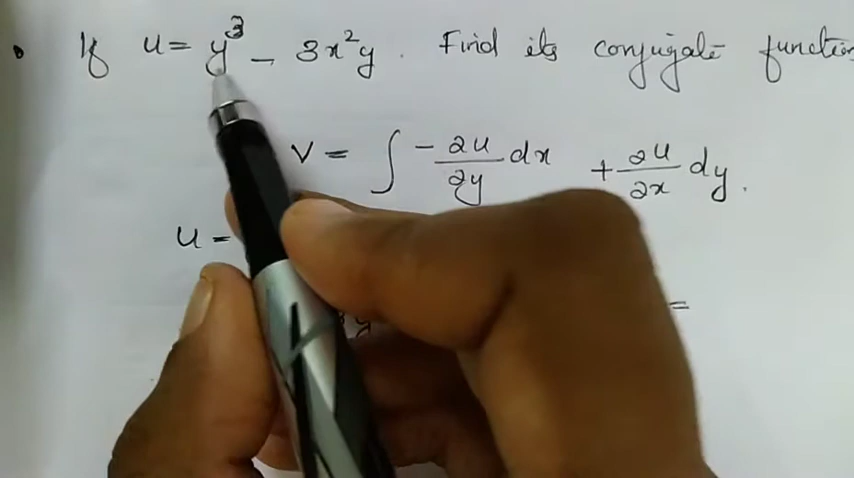 If u = y³ - 3x²y. Find its conjugate function
v = ∫ - ∂u/∂y dx + ∂u/∂x dy.
u =
=